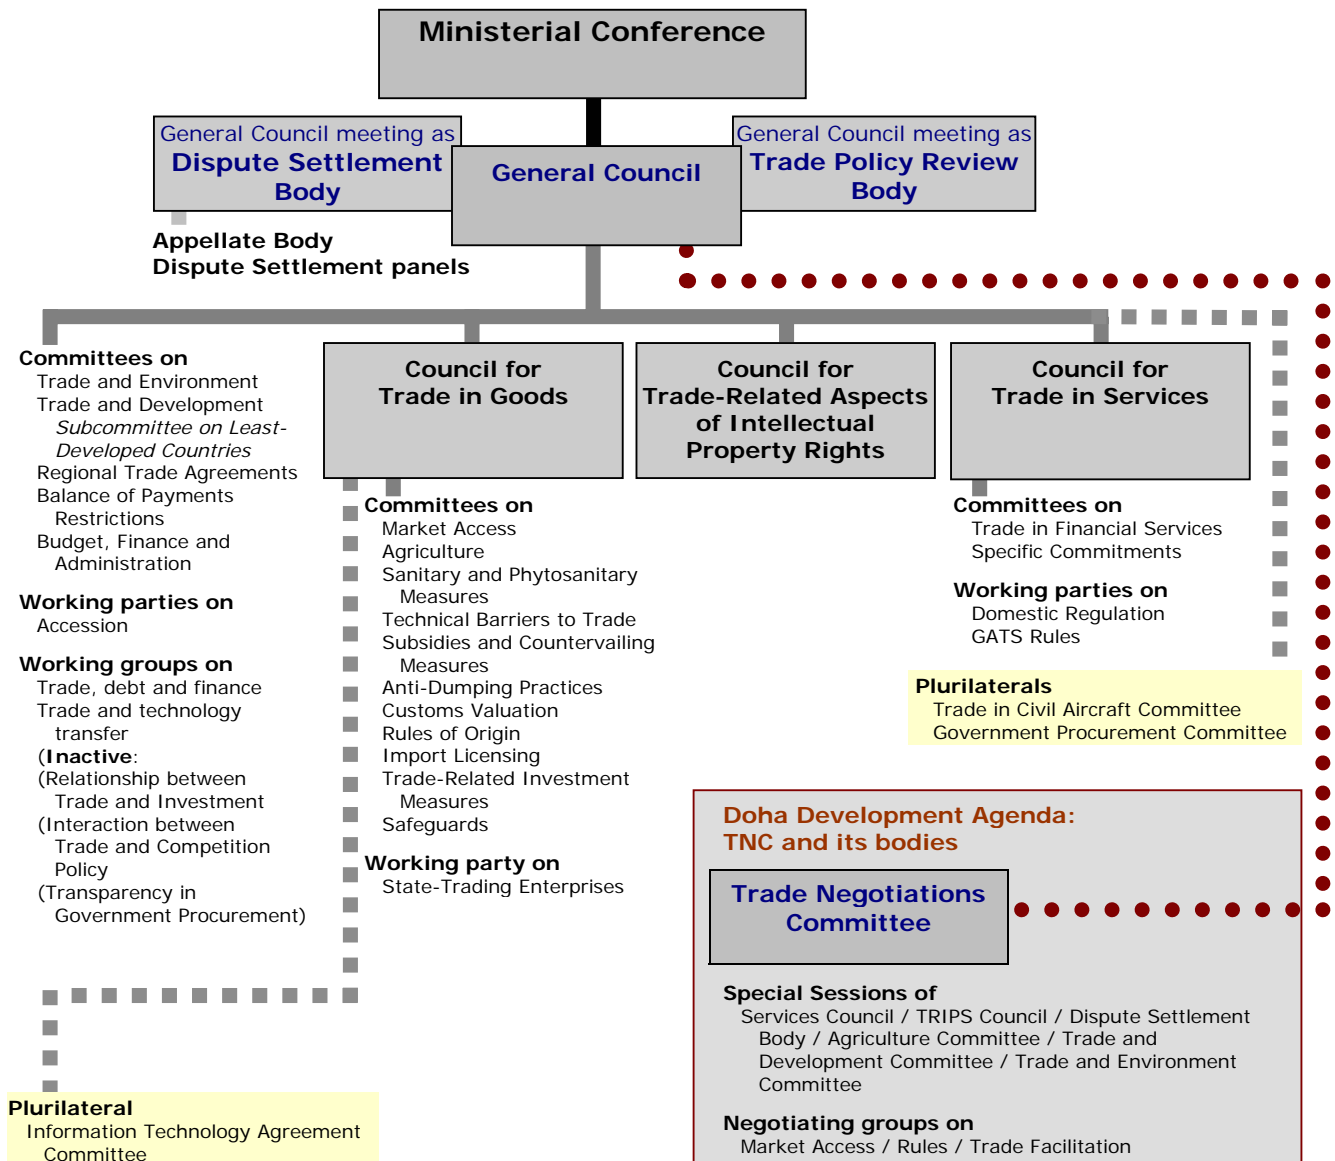 Ministerial Conference
General Council meeting as
Dispute Settlement
Body
General Council
General Council meeting as
Trade Policy Review
Body
Appellate Body
Dispute Settlement panels
Committees on
Trade and Environment
Trade and Development
Subcommittee on Least-
Developed Countries
Regional Trade Agreements
Balance of Payments
Restrictions
Budget, Finance and
Administration
Working parties on
Accession
Working groups on
Trade, debt and finance
Trade and technology
transfer
(Inactive:
(Relationship between
Trade and Investment
(Interaction between
Trade and Competition
Policy
(Transparency in
Government Procurement)
Plurilateral
Information Technology Agreement
Committee
Council for
Trade in Goods
Committees on
Market Access
Agriculture
Sanitary and Phytosanitary
Measures
Technical Barriers to Trade
Subsidies and Countervailing
Measures
Anti-Dumping Practices
Customs Valuation
Rules of Origin
Import Licensing
Trade-Related Investment
Measures
Safeguards
Working party on
State-Trading Enterprises
Council for
Trade-Related Aspects
of Intellectual
Property Rights
Council for
Trade in Services
Committees on
Trade in Financial Services
Specific Commitments
Working parties on
Domestic Regulation
GATS Rules
Plurilaterals
Trade in Civil Aircraft Committee
Government Procurement Committee
Doha Development Agenda:
TNC and its bodies
Trade Negotiations
Committee
Special Sessions of
Services Council / TRIPS Council / Dispute Settlement
Body / Agriculture Committee / Trade and
Development Committee / Trade and Environment
Committee
Negotiating groups on
Market Access / Rules / Trade Facilitation